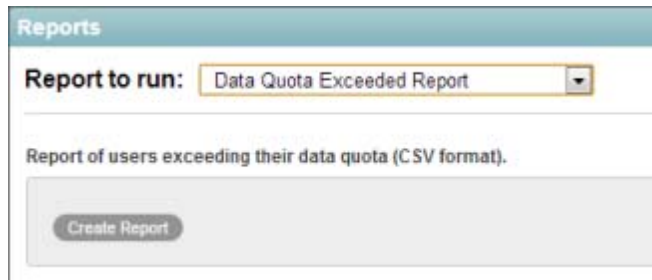 Reports
Report to run: Data Quota Exceeded Report
Report of users exceeding their data quota (CSV format).
Create Report